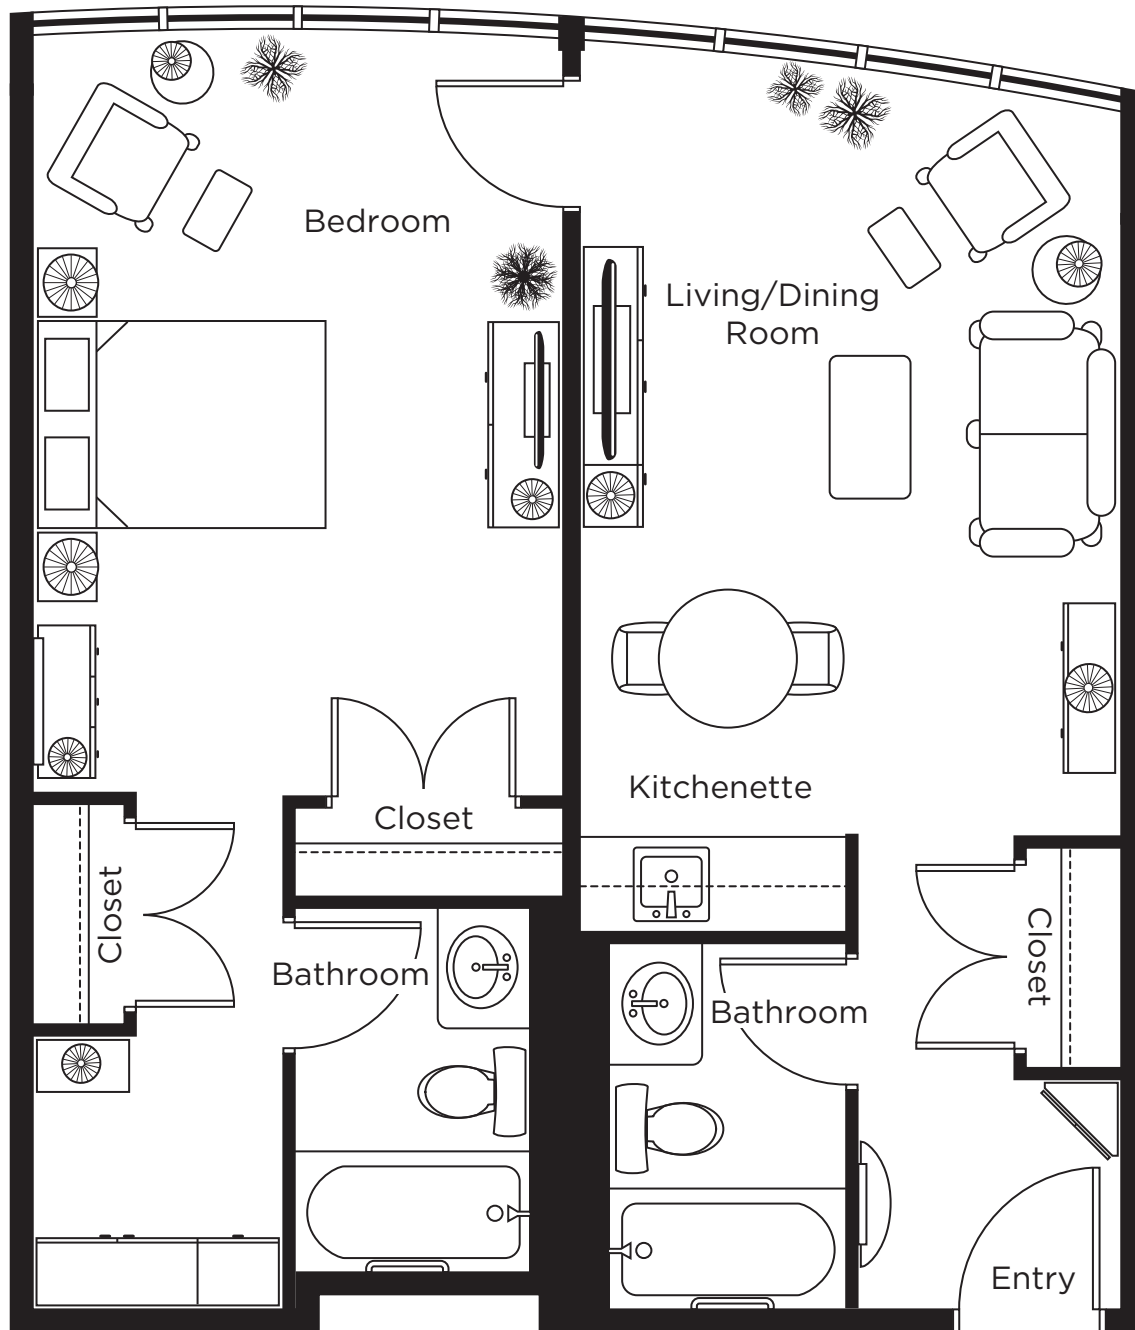 Bedroom
Living/Dining
Room
Kitchenette
Closet
Closet
Closet
Bathroom
Bathroom
Entry